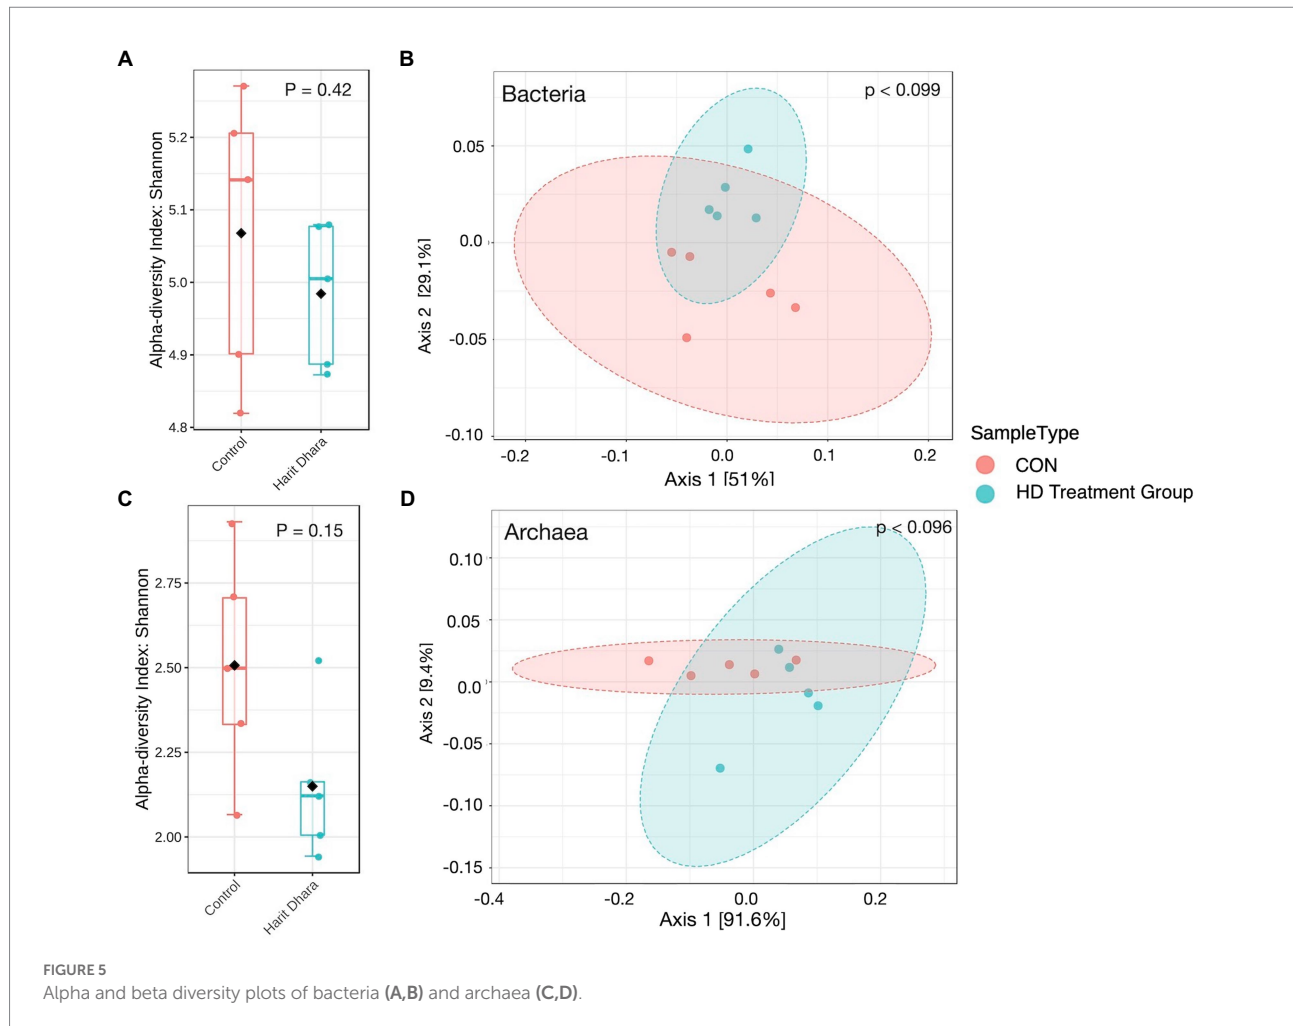 A
P = 0.42
Alpha-diversity Index: Shannon
5.2
5.1
5.0
4.9
4.8
Control
Harit Dhara
B
Bacteria
p < 0.099
Axis 2 [29.1%]
0.05
0.0
-0.05
-0.10
-0.2
-0.1
0.0
0.1
0.2
Axis 1 [51%]
SampleType
CON
HD Treatment Group
C
P = 0.15
Alpha-diversity Index: Shannon
2.75
2.50
2.25
2.00
Control
Harit Dhara
D
Archaea
p < 0.096
Axis 2 [9.4%]
0.10
0.05
0.0
-0.05
-0.10
-0.15
-0.4
-0.2
0.0
0.2
Axis 1 [91.6%]
FIGURE 5
Alpha and beta diversity plots of bacteria (A,B) and archaea (C,D).